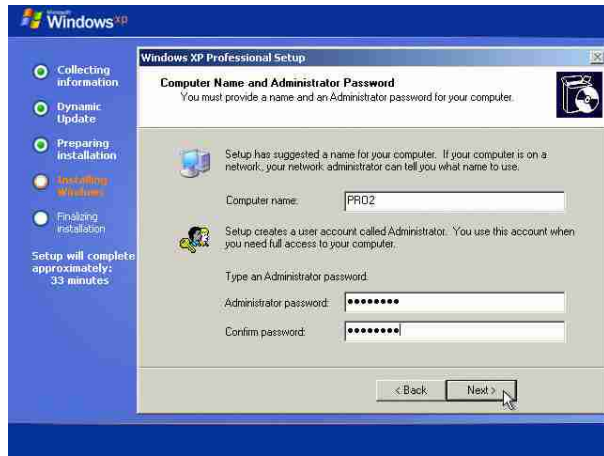 Microsoft
Windows xp
Collecting
information
Dynamic
Update
Preparing
installation
Installing
Windows
Finalizing
installation
Setup will complete
approximately:
33 minutes
Windows XP Professional Setup
Computer Name and Administrator Password
You must provide a name and an Administrator password for your computer.
Setup has suggested a name for your computer. If your computer is on a
network, your network administrator can tell you what name to use.
Computer name:
PRO2
Setup creates a user account called Administrator. You use this account when
you need full access to your computer.
Type an Administrator password.
Administrator password:
••••••••
Confirm password:
••••••••
< Back
Next >